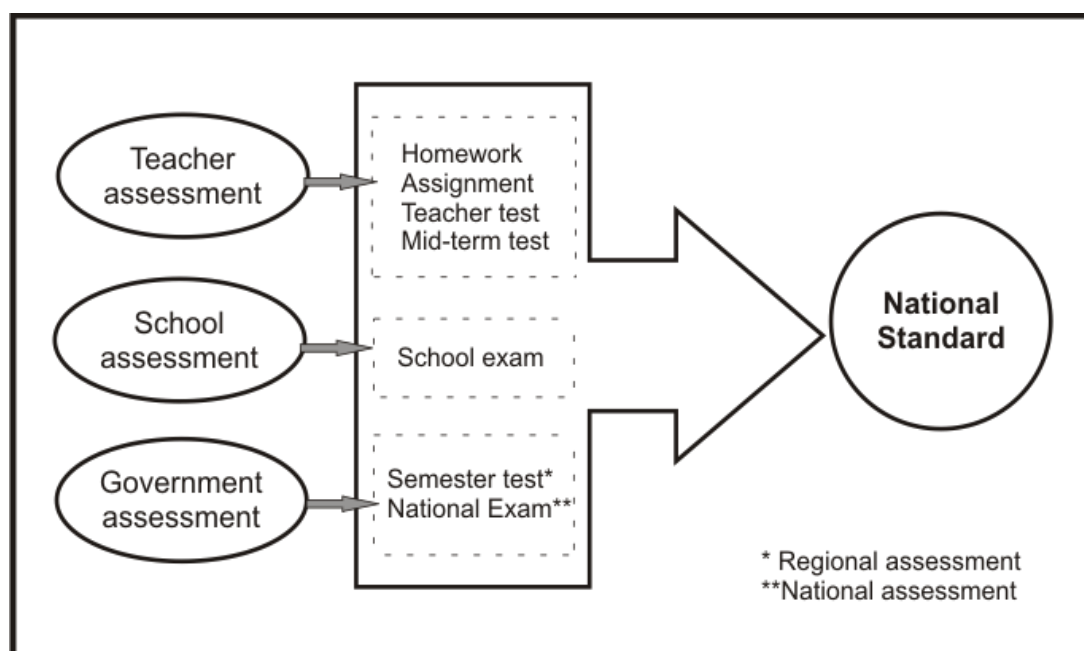 Teacher
assessment
Homework
Assignment
Teacher test
Mid-term test
School
assessment
School exam
Government
assessment
Semester test*
National Exam**
National
Standard
* Regional assessment
**National assessment